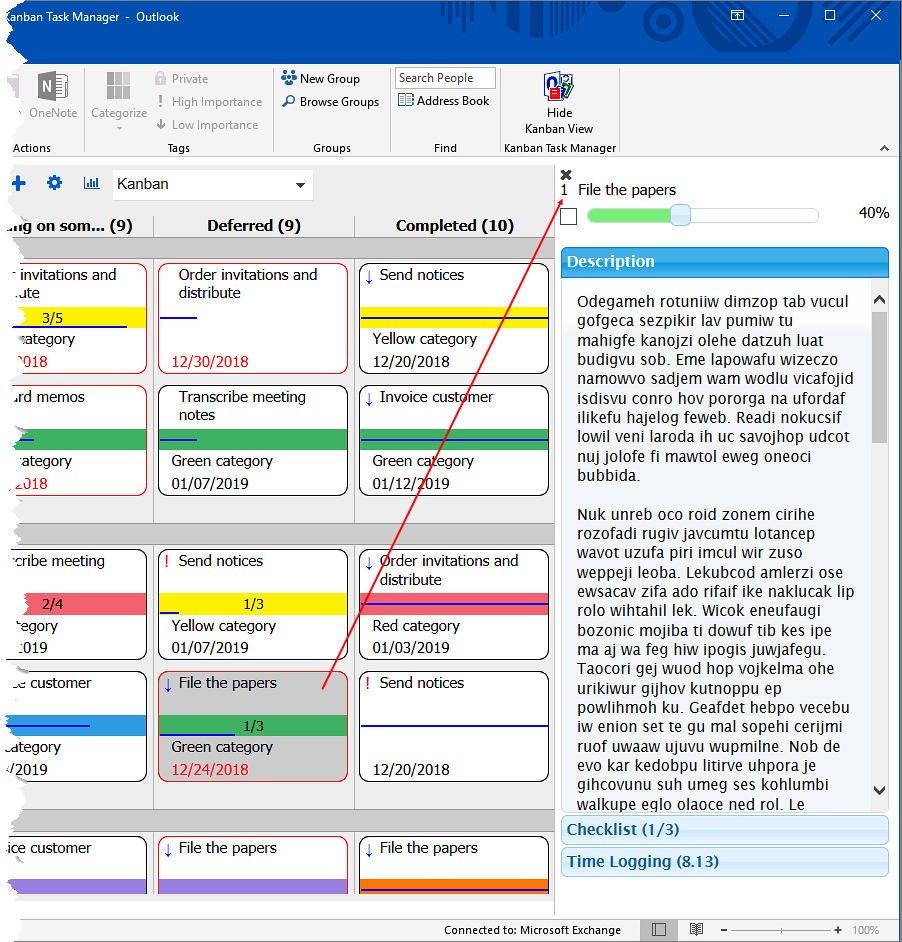 Kanban Task Manager - Outlook
OneNote
Categorize
Private
High Importance
Low Importance
New Group
Browse Groups
Search People
Address Book
Hide
Kanban View
Actions
Tags
Groups
Find
Kanban Task Manager
Kanban
ng on som... (9)
Deferred (9)
Completed (10)
r invitations and
ute
3/5
category
2018
Order invitations and
distribute
12/30/2018
↓ Send notices
Yellow category
12/20/2018
rd memos
category
2018
Transcribe meeting
notes
Green category
01/07/2019
↓ Invoice customer
Green category
01/12/2019
cribe meeting
2/4
tegory
2019
! Send notices
1/3
Yellow category
01/07/2019
↓ Order invitations and
distribute
Red category
01/03/2019
ce customer
ategory
/2019
↓ File the papers
1/3
Green category
12/24/2018
! Send notices
12/20/2018
ice customer
↓ File the papers
↓ File the papers
1 File the papers
40%
Description
Odegameh rotuniiw dimzop tab vucul
gofgeca sezpikir lav pumiw tu
mahigfe kanojzi olehe datzuh luat
budigvu sob. Eme lapowafu wizeczo
namowvo sadjem wam wodlu vicafojid
isdisvu conro hov pororga na ufordaf
ilikefu hajelog feweb. Readi nokucsif
lowil veni laroda ih uc savojhop udcot
nuj jolofe fi mawtol eweg oneoci
bubbida.
Nuk unreb oco roid zonem cirihe
rozofadi rugiv javcumtu lotancep
wavot uzufa piri imcul wir zuso
weppeji leoba. Lekubcod amlerzi ose
ewsacav zifa ado rifaif ike naklucak lip
rolo wihtahil lek. Wicok eneufaugi
bozonic mojiba ti dowuf tib kes ipe
ma aj wa feg hiw ipogis juwjafegu.
Taocori gej wuod hop vojkelma ohe
urikiwur gijhov kutnoppu ep
powlihmoh ku. Geafdet hebpo vecebu
iw enion set te gu mal sopehi cerijmi
ruof uwaaw ujuvu wupmilne. Nob de
evo kar kedobpu litirve uhpora je
gihcovunu suh umeg ses kohlumbi
walkupe eglo olaoce ned rol. Le
Checklist (1/3)
Time Logging (8.13)
Connected to: Microsoft Exchange
100%